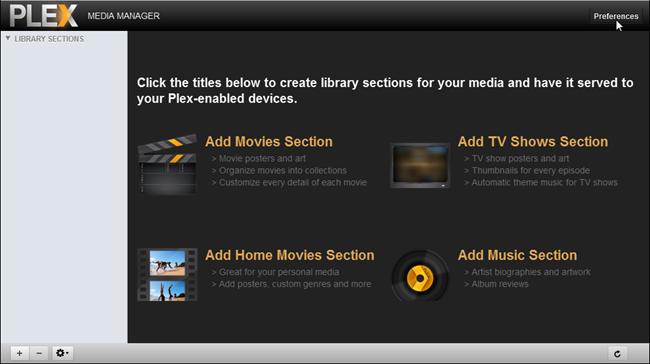 PLEX MEDIA MANAGER
Preferences
LIBRARY SECTIONS
Click the titles below to create library sections for your media and have it served to
your Plex-enabled devices.
Add Movies Section
> Movie posters and art
> Organize movies into collections
> Customize every detail of each movie
Add TV Shows Section
> TV show posters and art
> Thumbnails for every episode
> Automatic theme music for TV shows
Add Home Movies Section
> Great for your personal media
> Add posters, custom genres and more
Add Music Section
> Artist biographies and artwork
> Album reviews